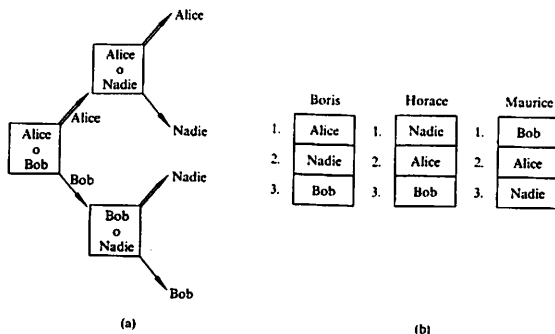 Alice
Alice
o
Nadie
Alice
Nadie
Alice
o
Bob
Bob
Nadie
Bob
o
Nadie
Bob
(a)
Boris
1. Alice
2. Nadie
3. Bob
Horace
1. Nadie
2. Alice
3. Bob
Maurice
1. Bob
2. Alice
3. Nadie
(b)